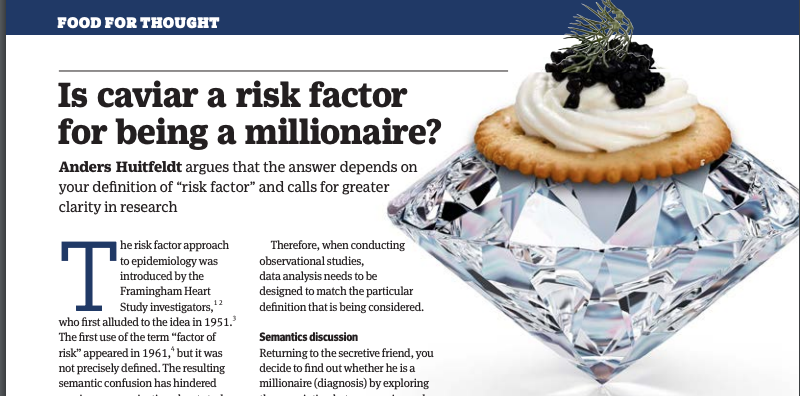 FOOD FOR THOUGHT
Is caviar a risk factor
for being a millionaire?
Anders Huitfeldt argues that the answer depends on
your definition of “risk factor” and calls for greater
clarity in research
The risk factor approach
to epidemiology was
introduced by the
Framingham Heart
Study investigators,1 2
who first alluded to the idea in 1951.3
The first use of the term “factor of
risk” appeared in 1961,4 but it was
not precisely defined. The resulting
semantic confusion has hindered
Therefore, when conducting
observational studies,
data analysis needs to be
designed to match the particular
definition that is being considered.
Semantics discussion
Returning to the secretive friend, you
decide to find out whether he is a
millionaire (diagnosis) by exploring